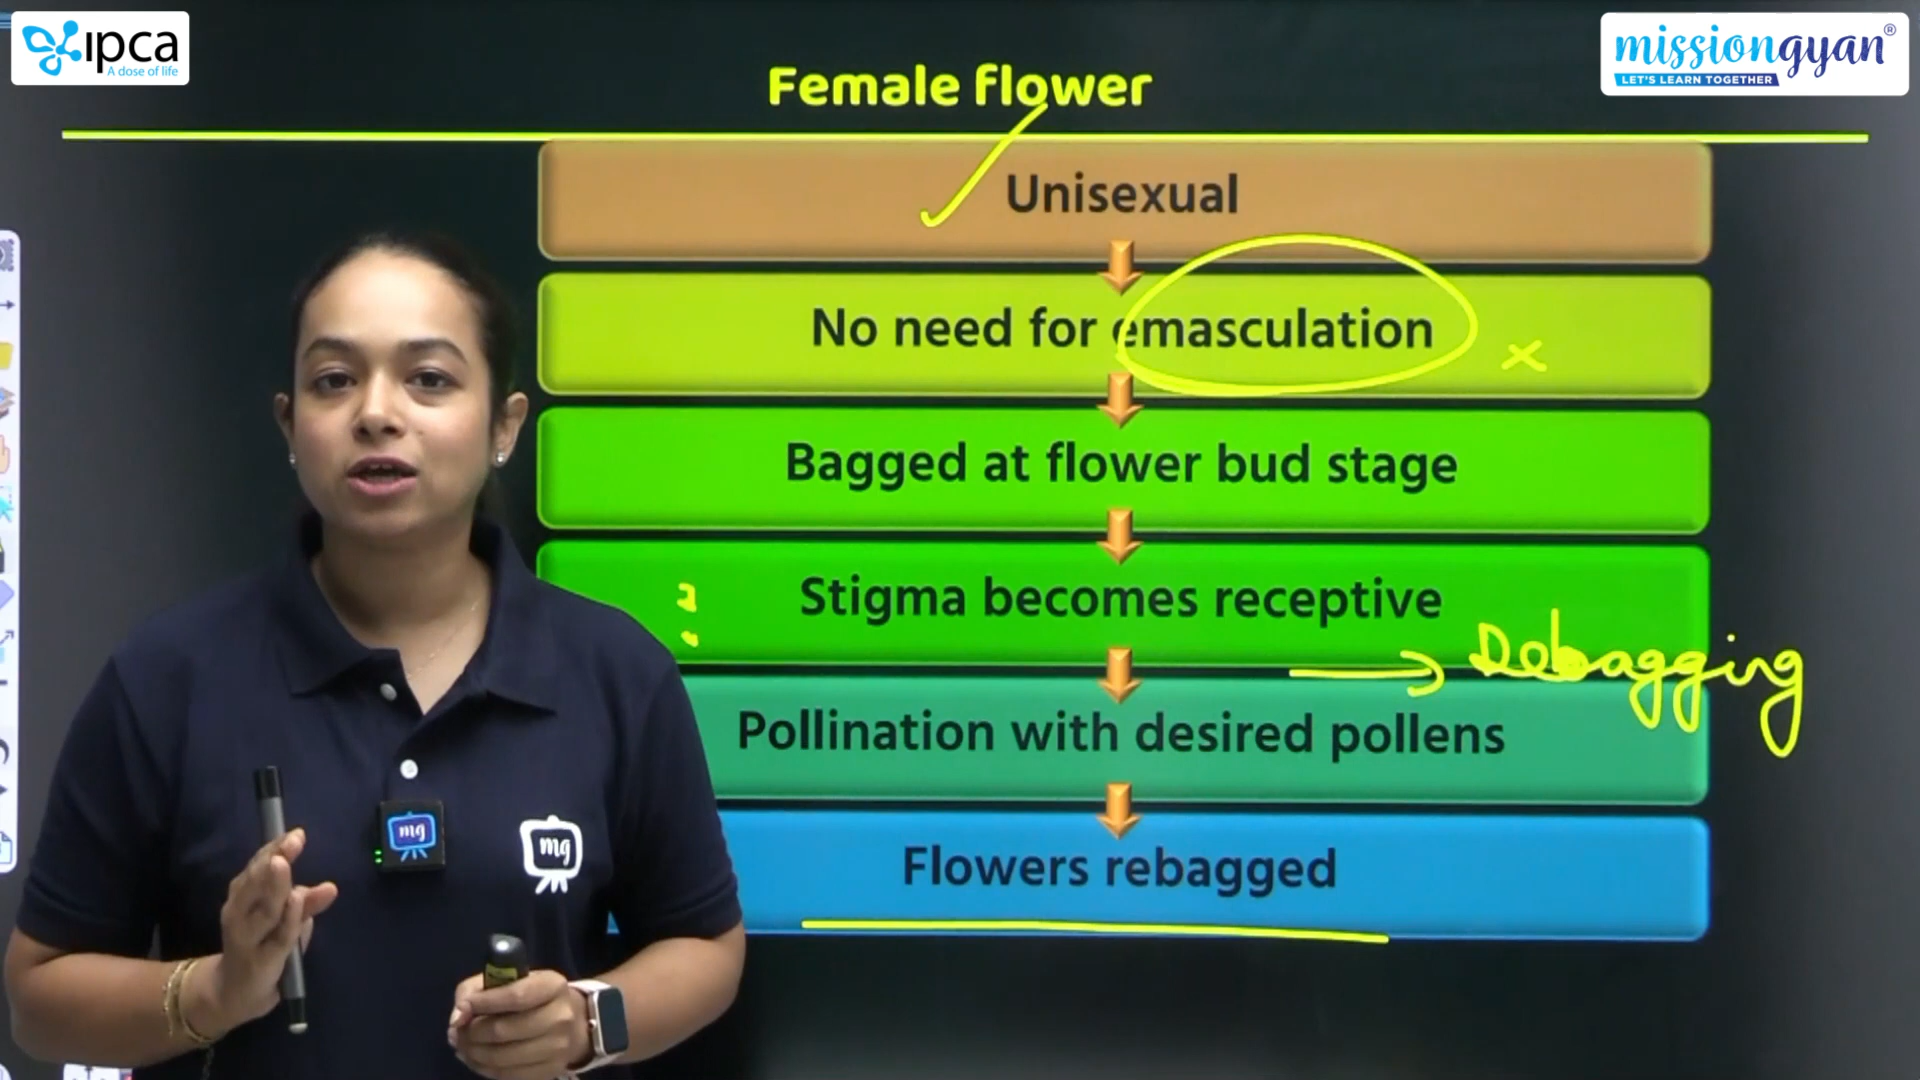 ipca
A dose of life
missiongyan®
LET'S LEARN TOGETHER
Female flower
Unisexual
No need for emasculation
Bagged at flower bud stage
Stigma becomes receptive
Debagging
Pollination with desired pollens
Flowers rebagged
mg
mg